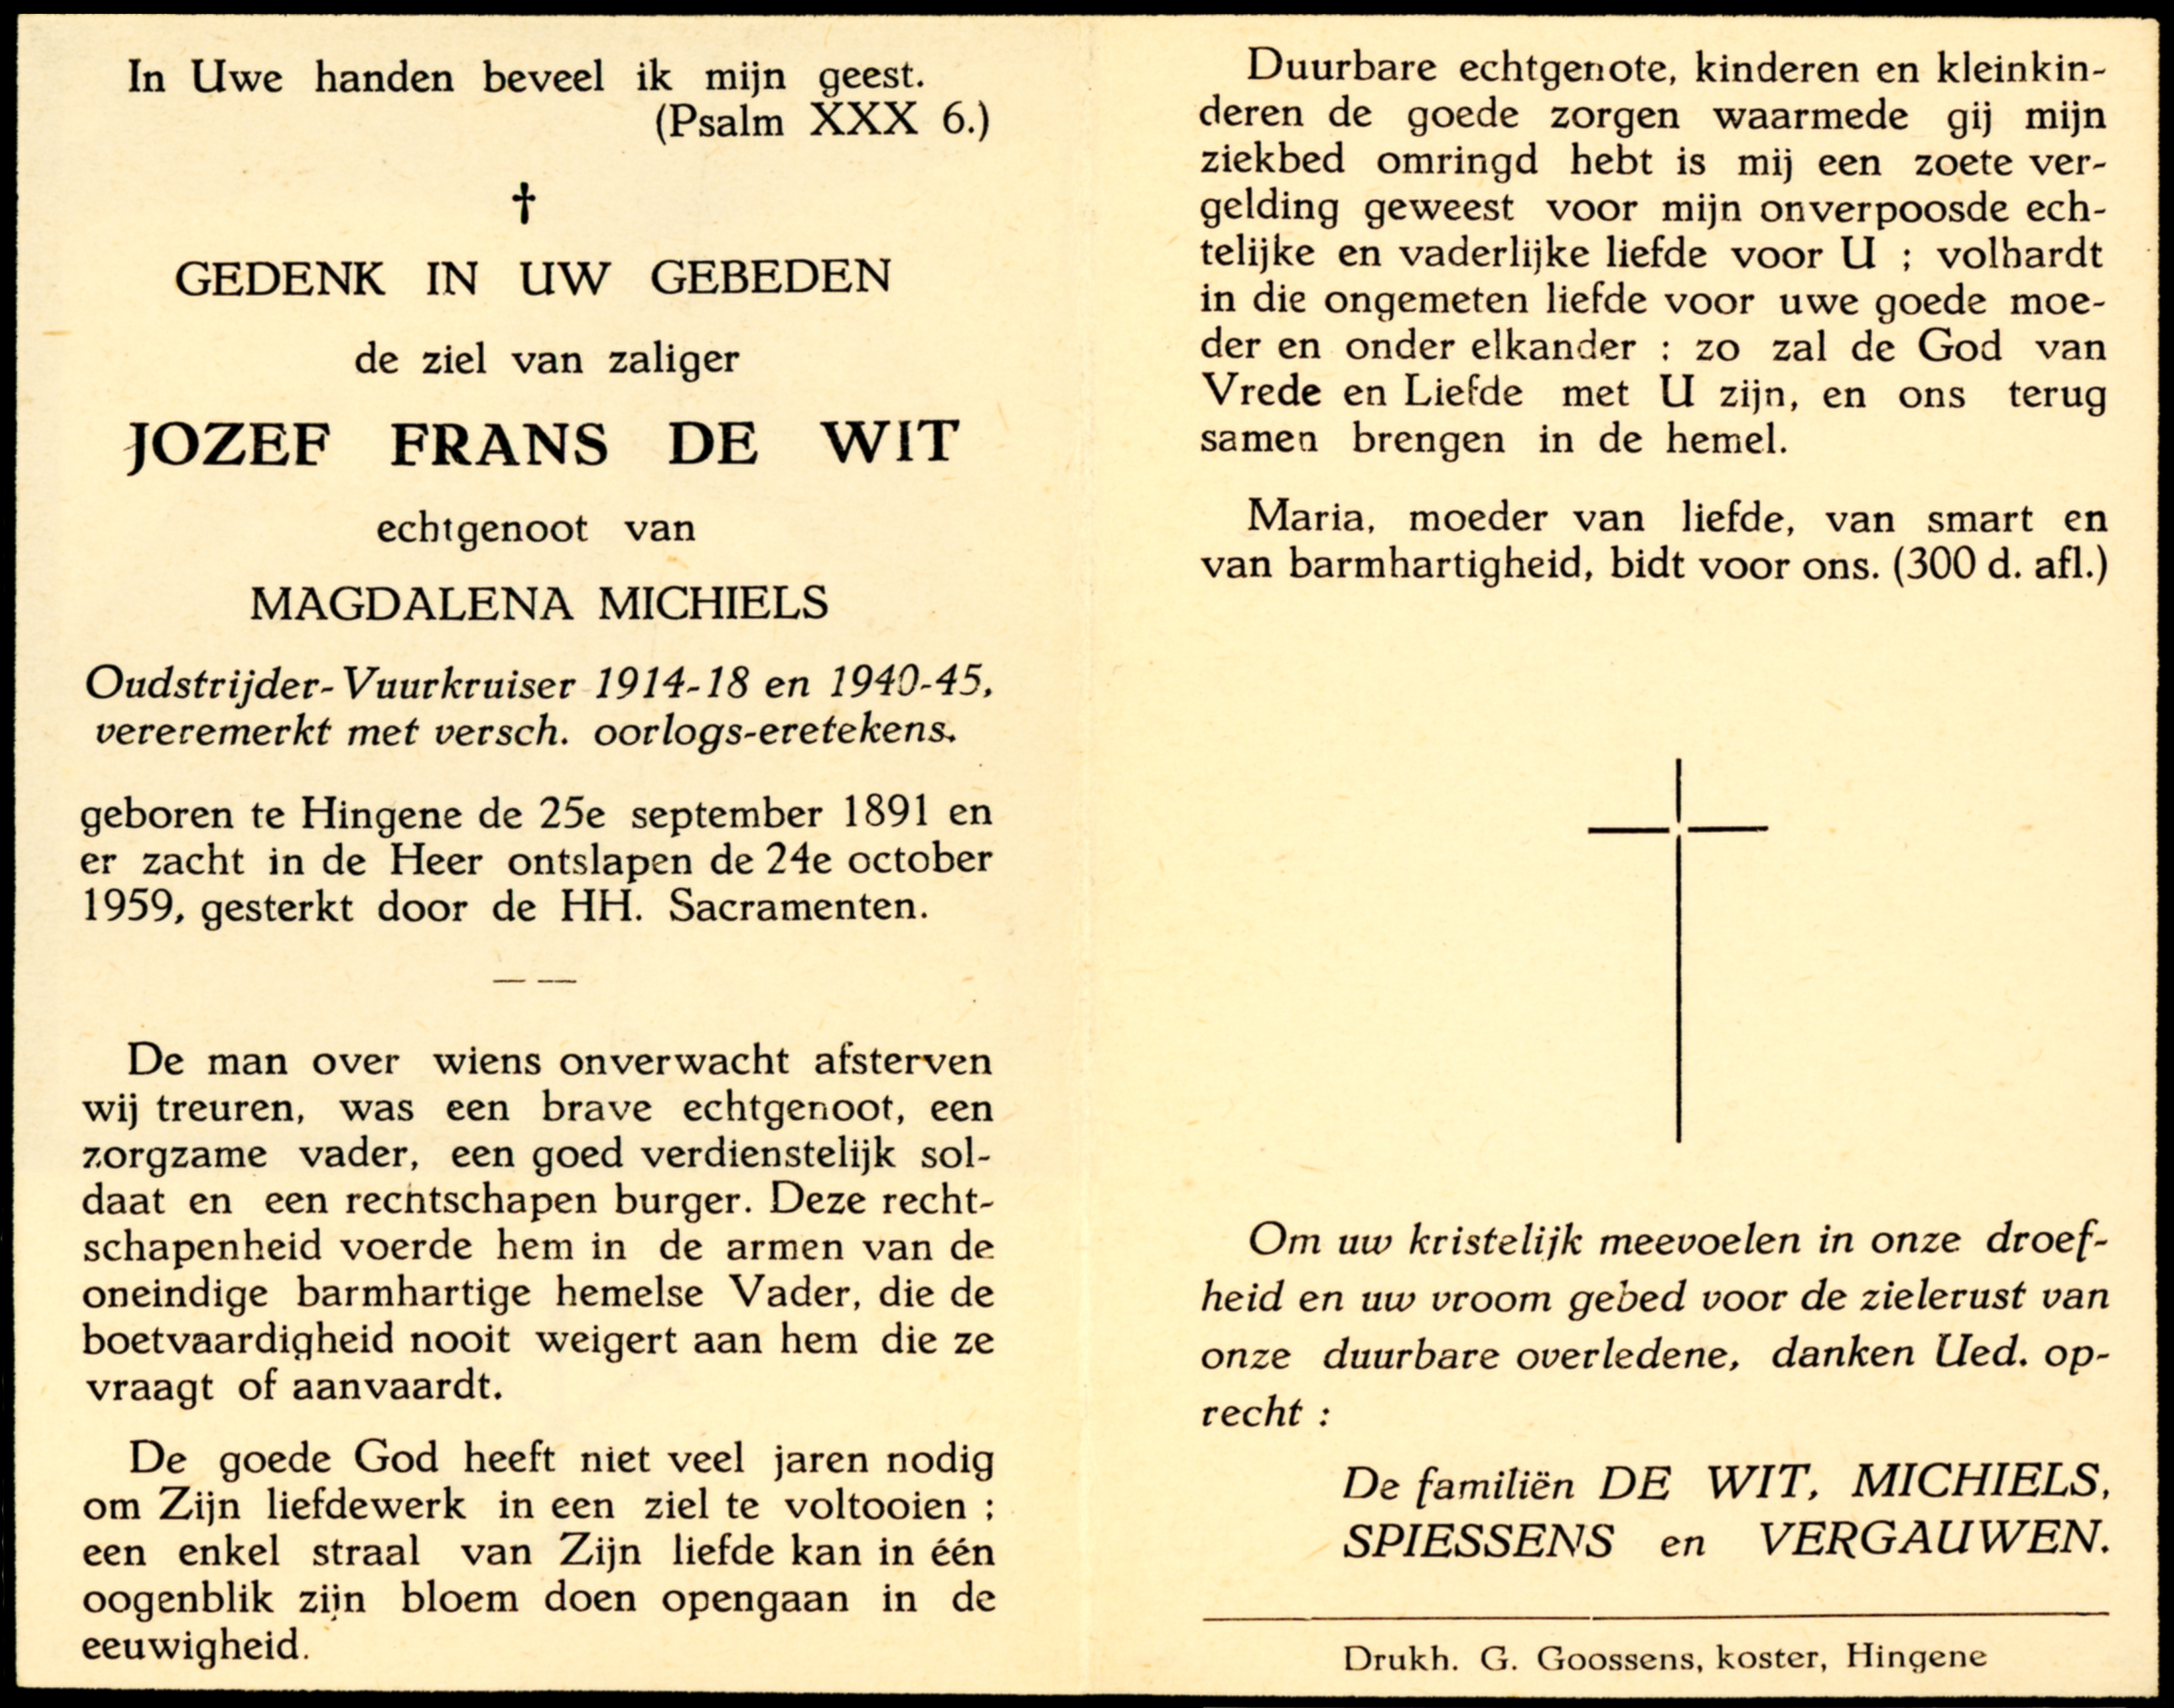 In Uwe handen beveel ik mijn geest.
(Psalm XXX 6.)
†
GEDENK IN UW GEBEDEN
de ziel van zaliger
JOZEF FRANS DE WIT
echtgenoot van
MAGDALENA MICHIELS
Oudstrijder-Vuurkruiser 1914-18 en 1940-45,
vereremerkt met versch. oorlogs-eretekens.
geboren te Hingene de 25e september 1891 en
er zacht in de Heer ontslapen de 24e october
1959, gesterkt door de HH. Sacramenten.
De man over wiens onverwacht afsterven
wij treuren, was een brave echtgenoot, een
zorgzame vader, een goed verdienstelijk sol-
daat en een rechtschapen burger. Deze recht-
schapenheid voerde hem in de armen van de
oneindige barmhartige hemelse Vader, die de
boetvaardigheid nooit weigert aan hem die ze
vraagt of aanvaardt.
De goede God heeft niet veel jaren nodig
om Zijn liefdewerk in een ziel te voltooien ;
een enkel straal van Zijn liefde kan in één
oogenblik zijn bloem doen opengaan in de
eeuwigheid.
Duurbare echtgenote, kinderen en kleinkin-
deren de goede zorgen waarmede gij mijn
ziekbed omringd hebt is mij een zoete ver-
gelding geweest voor mijn onverpoosde ech-
telijke en vaderlijke liefde voor U ; volhardt
in die ongemeten liefde voor uwe goede moe-
der en onder elkander : zo zal de God van
Vrede en Liefde met U zijn, en ons terug
samen brengen in de hemel.
Maria, moeder van liefde, van smart en
van barmhartigheid, bidt voor ons. (300 d. afl.)
Om uw kristelijk meevoelen in onze droef-
heid en uw vroom gebed voor de zielerust van
onze duurbare overledene, danken Ued. op-
recht :
De familiën DE WIT, MICHIELS,
SPIESSENS en VERGAUWEN.
Drukh. G. Goossens, koster, Hingene